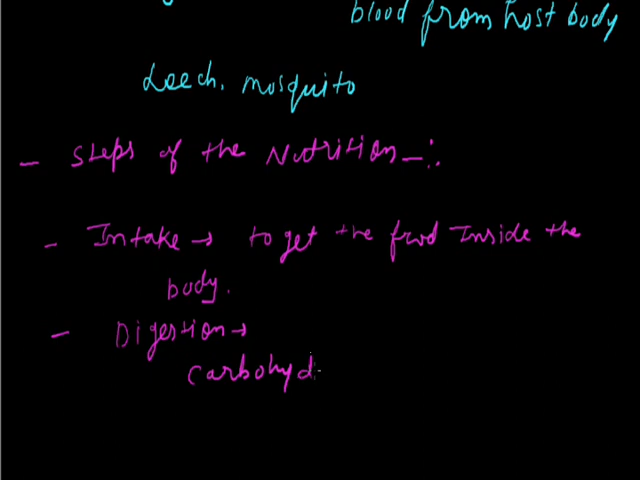 blood from host body
Leech. mosquito
- Steps of the Nutrition -:
- Intake → to get the food Inside the
body.
- Digestion →
Carbohyd